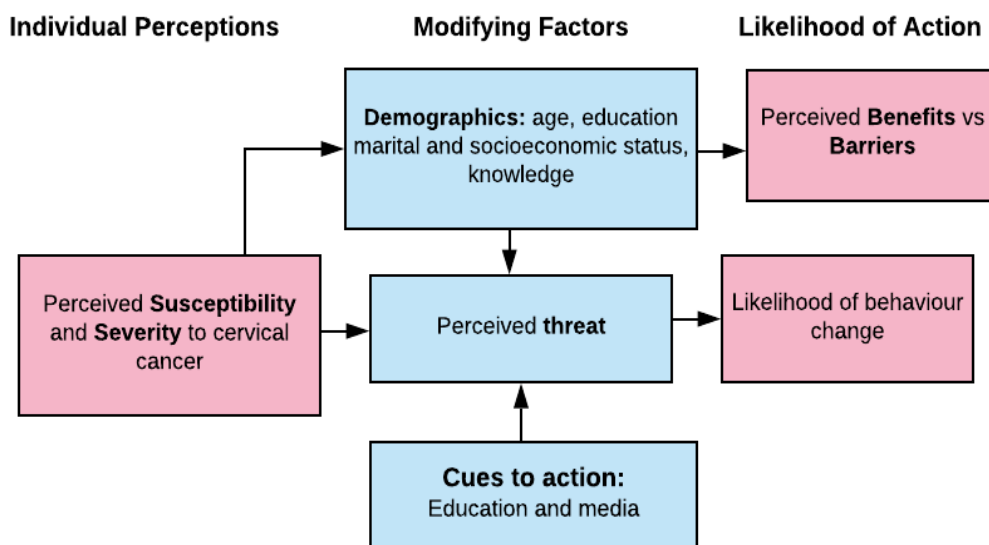 Individual Perceptions
Modifying Factors
Likelihood of Action
Demographics: age, education
marital and socioeconomic status,
knowledge
Perceived Benefits vs
Barriers
Perceived Susceptibility
and Severity to cervical
cancer
Perceived threat
Likelihood of behaviour
change
Cues to action:
Education and media